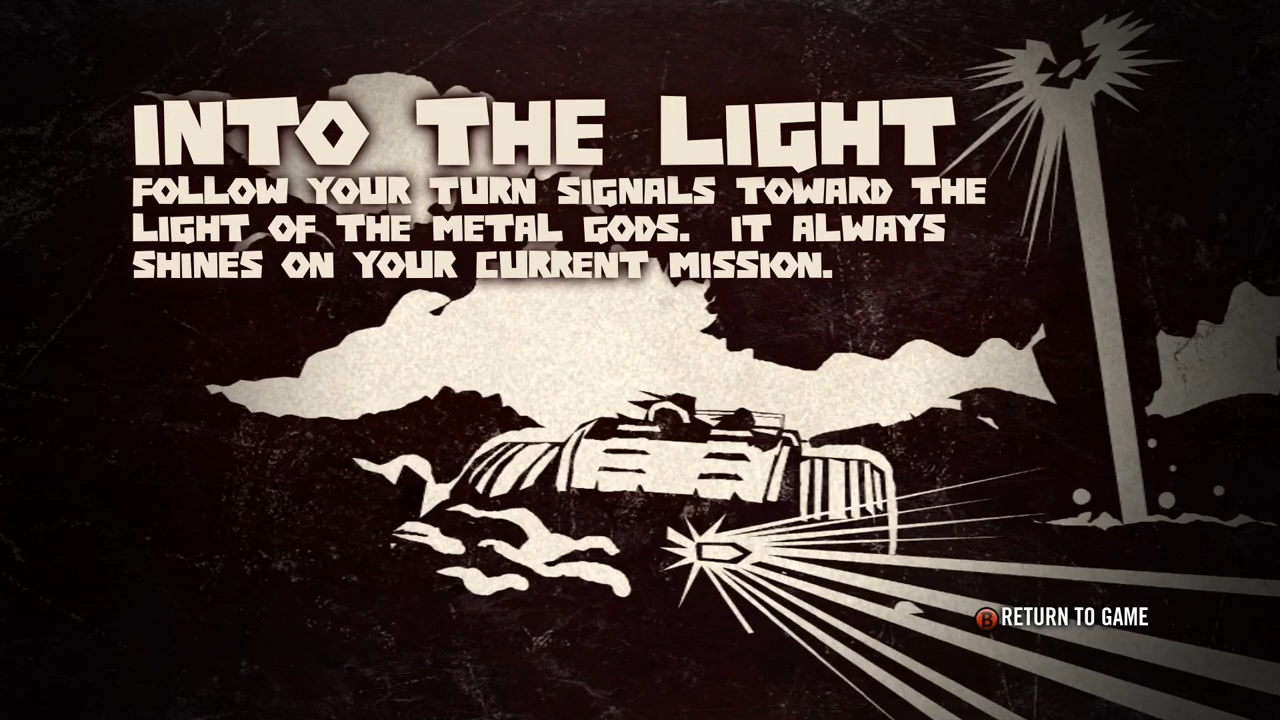 INTO THE LIGHT
FOLLOW YOUR TURN SIGNALS TOWARD THE
LIGHT OF THE METAL GODS. IT ALWAYS
SHINES ON YOUR CURRENT MISSION.
B RETURN TO GAME